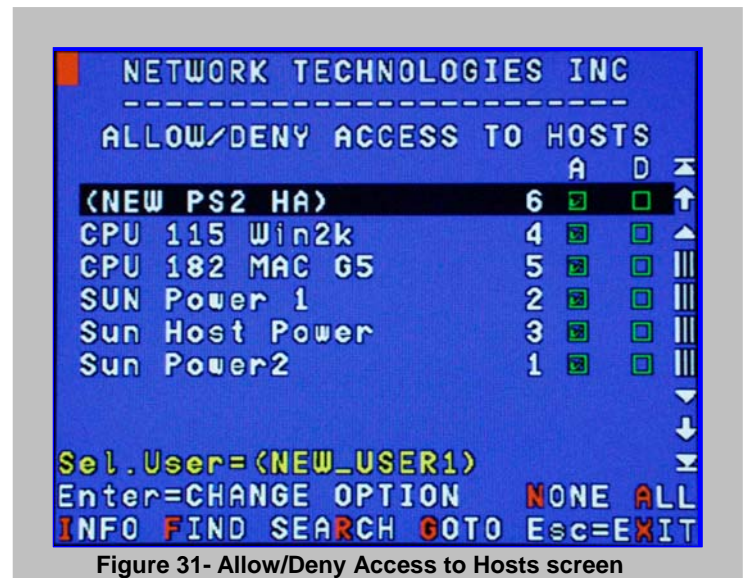 NETWORK TECHNOLOGIES INC
--------------------------
ALLOW/DENY ACCESS TO HOSTS
A D
(NEW PS2 HA) 6
CPU 115 Win2k 4
CPU 182 MAC G5 5
SUN Power 1 2
Sun Host Power 3
Sun Power2 1
Sel.User=(NEW_USER1)
Enter=CHANGE OPTION NONE ALL
INFO FIND SEARCH GOTO Esc=EXIT
Figure 31- Allow/Deny Access to Hosts screen